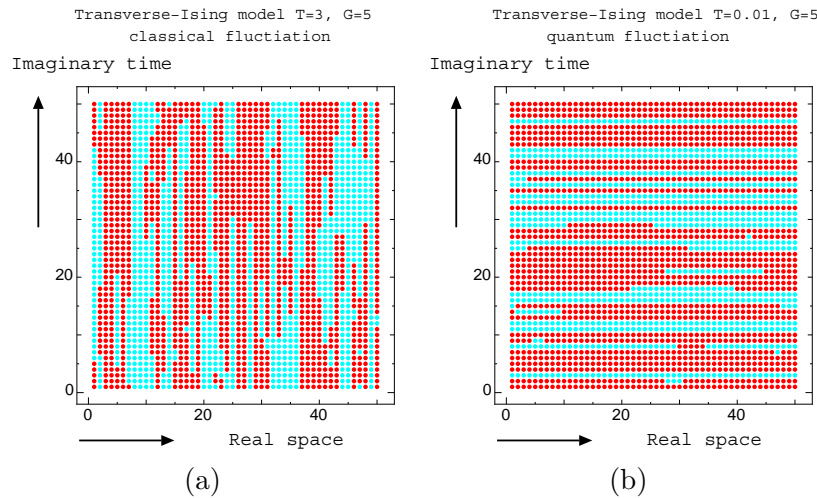 Transverse-Ising model T=3, G=5
classical fluctiation
Imaginary time
40
20
0
0 20 40
Real space
(a)
Transverse-Ising model T=0.01, G=5
quantum fluctiation
Imaginary time
40
20
0
0 20 40
Real space
(b)